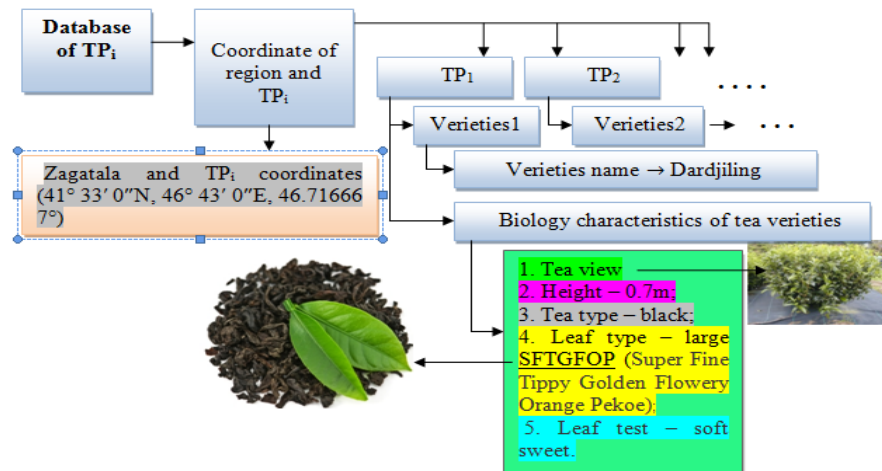 Database
of TPi
Coordinate of
region and
TPi
TP1
TP2
. . . .
Verieties1
Verieties2
. . .
Verieties name → Dardjiling
Zagatala and TPi coordinates
(41° 33′ 0″N, 46° 43′ 0″E, 46.71666
7°)
Biology characteristics of tea verieties
1. Tea view
2. Height – 0.7m;
3. Tea type – black;
4. Leaf type – large
SFTGFOP (Super Fine
Tippy Golden Flowery
Orange Pekoe);
5. Leaf test – soft
sweet.